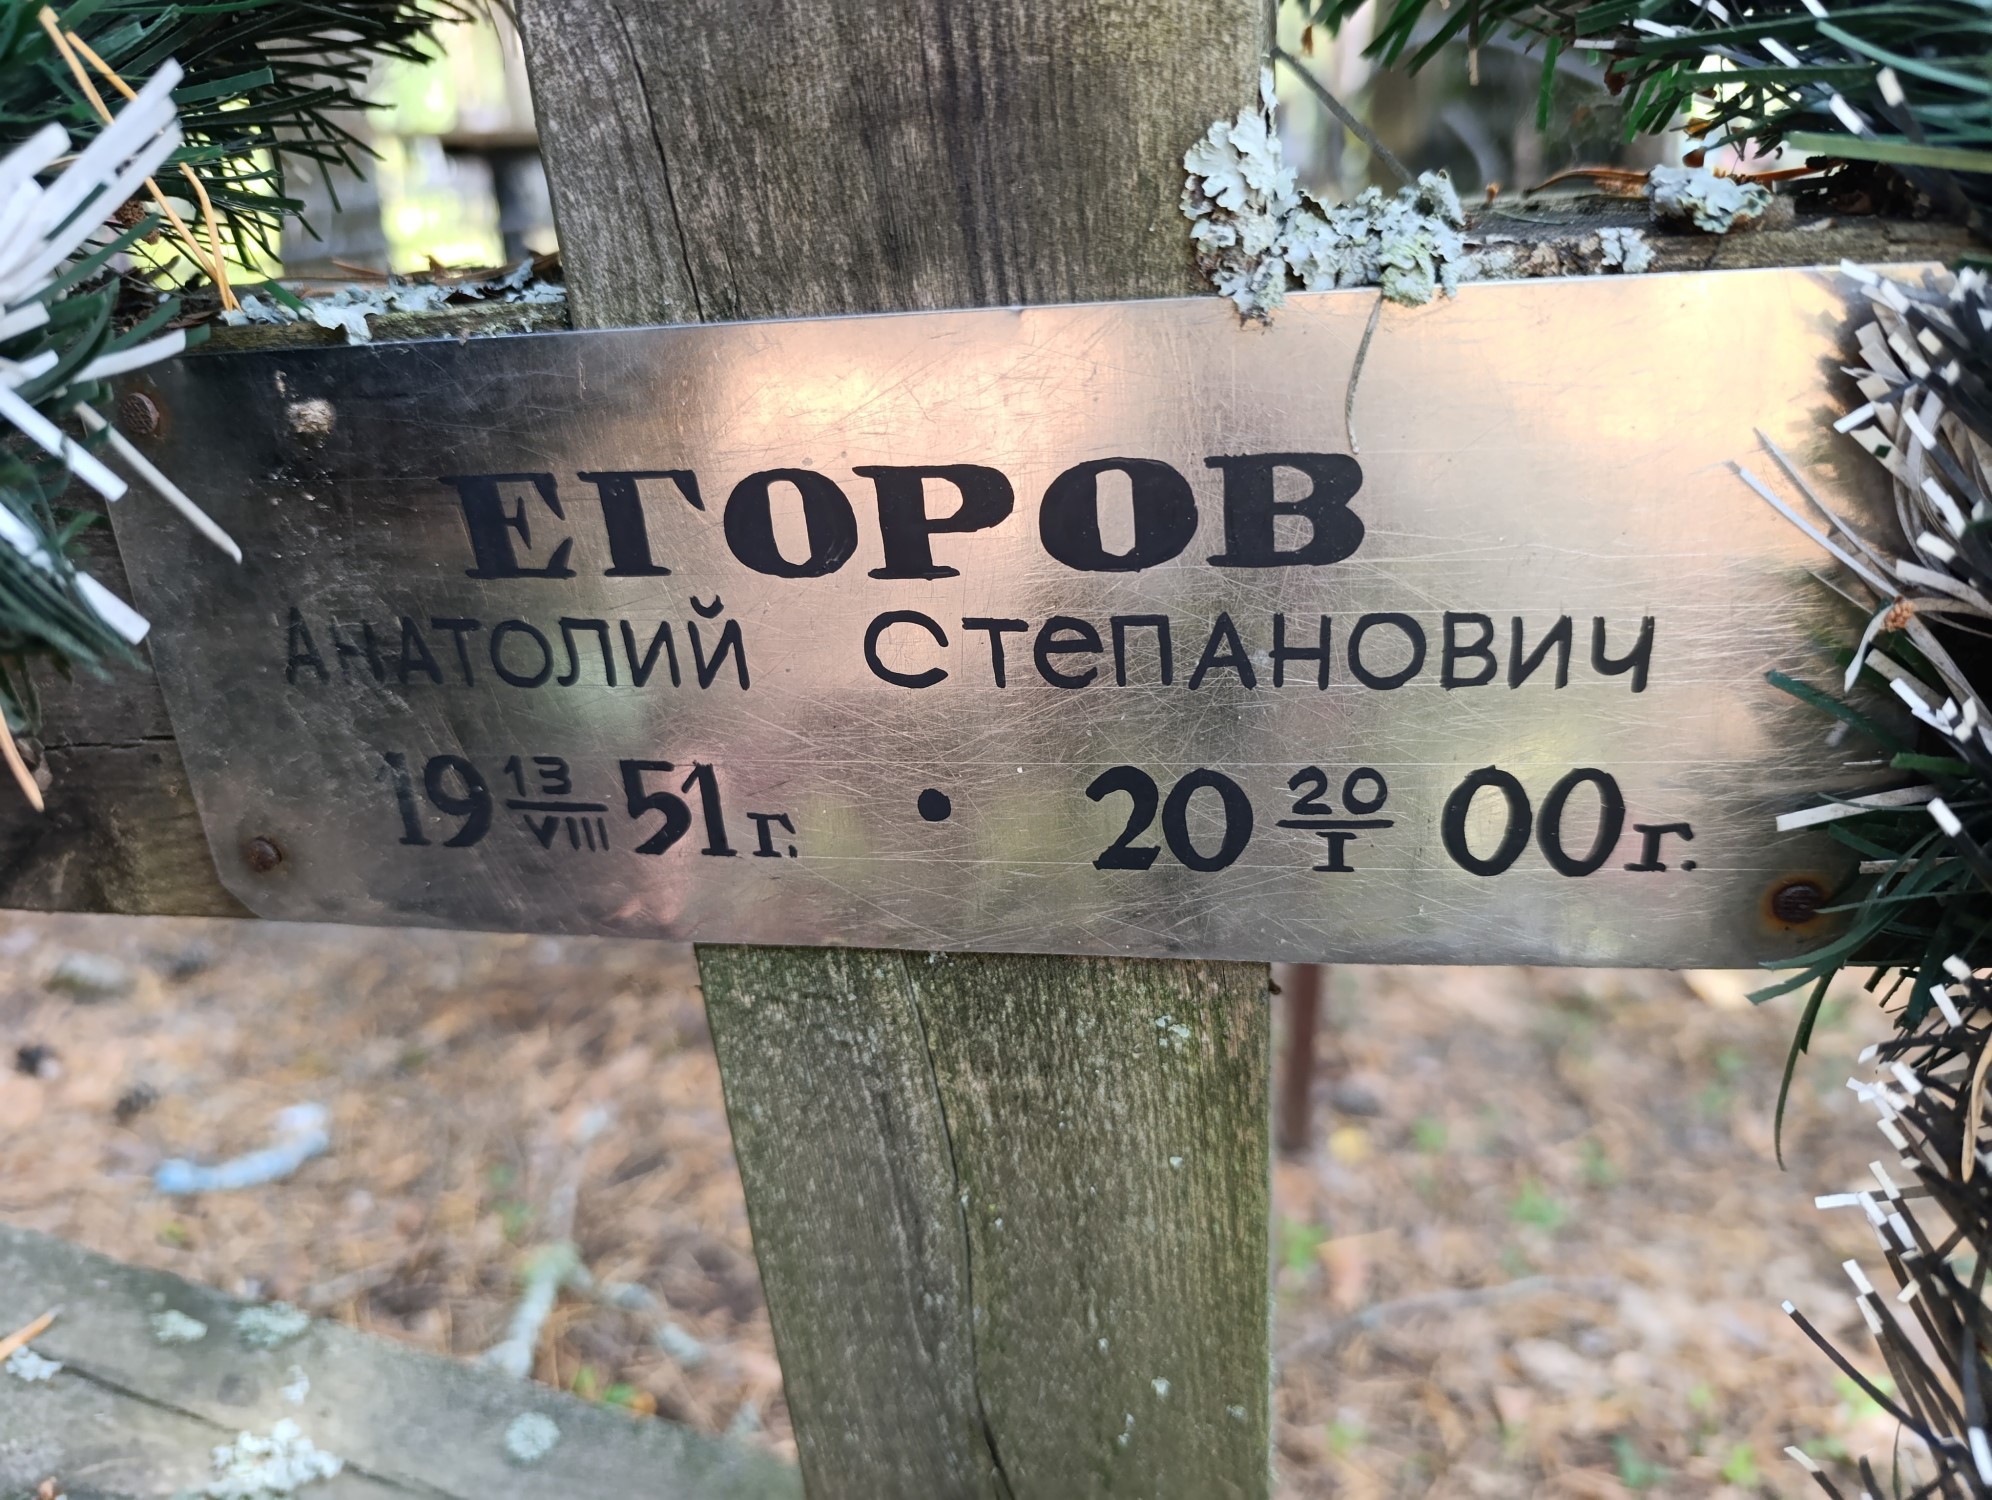 ЕГОРОВ
АНАТОЛИЙ СТЕПАНОВИЧ
19 13/VIII 51 г. • 20 20/I 00 г.